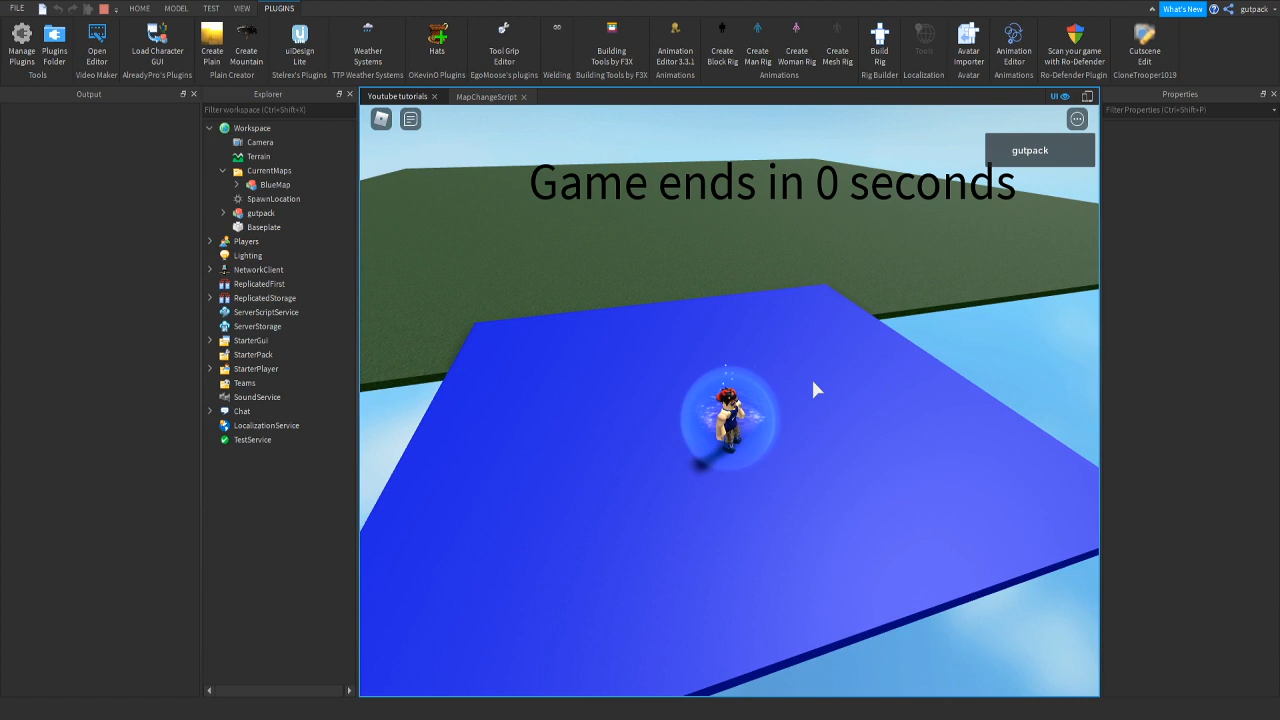 FILE HOME MODEL TEST VIEW PLUGINS What's New gutpack
Manage Plugins
Plugins Folder
Tools
Open Editor
Video Maker
Load Character GUI
AlreadyPro's Plugins
Create Plain
Create Mountain
Plain Creator
uiDesign Lite
Stelrex's Plugins
Weather Systems
TTP Weather Systems
Hats
OKevinO Plugins
Tool Grip Editor
EgoMoose's plugins
Welding
Building Tools by F3X
Building Tools by F3X
Animation Editor 3.3.1
Animations
Create Block Rig
Create Man Rig
Create Woman Rig
Create Mesh Rig
Animations
Build Rig
Rig Builder
Tools
Localization
Avatar Importer
Avatar
Animation Editor
Animations
Scan your game with Ro-Defender
Ro-Defender Plugin
Cutscene Edit
CloneTrooper1019
Output
Explorer
Filter workspace (Ctrl+Shift+X)
Workspace
Camera
Terrain
CurrentMaps
BlueMap
SpawnLocation
gutpack
Baseplate
Players
Lighting
NetworkClient
ReplicatedFirst
ReplicatedStorage
ServerScriptService
ServerStorage
StarterGui
StarterPack
StarterPlayer
Teams
SoundService
Chat
LocalizationService
TestService
Youtube tutorials
MapChangeScript
UI
gutpack
Game ends in 0 seconds
Properties
Filter Properties (Ctrl+Shift+P)